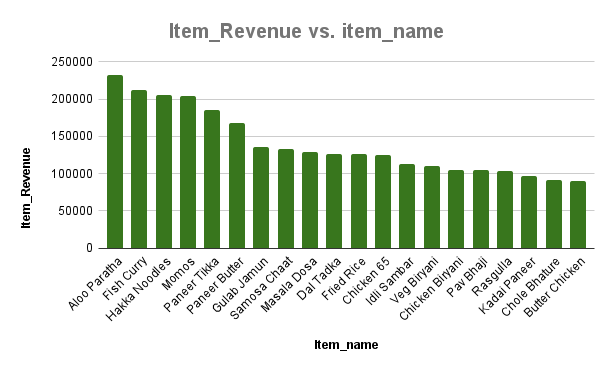 Item_Revenue vs. item_name
Item_Revenue
250000
200000
150000
100000
50000
0
Aloo Paratha
Fish Curry
Hakka Noodles
Momos
Paneer Tikka
Paneer Butter
Gulab Jamun
Samosa Chaat
Masala Dosa
Dal Tadka
Fried Rice
Chicken 65
Idli Sambar
Veg Biryani
Chicken Biryani
Pav Bhaji
Rasgulla
Kadai Paneer
Chole Bhature
Butter Chicken
Item_name